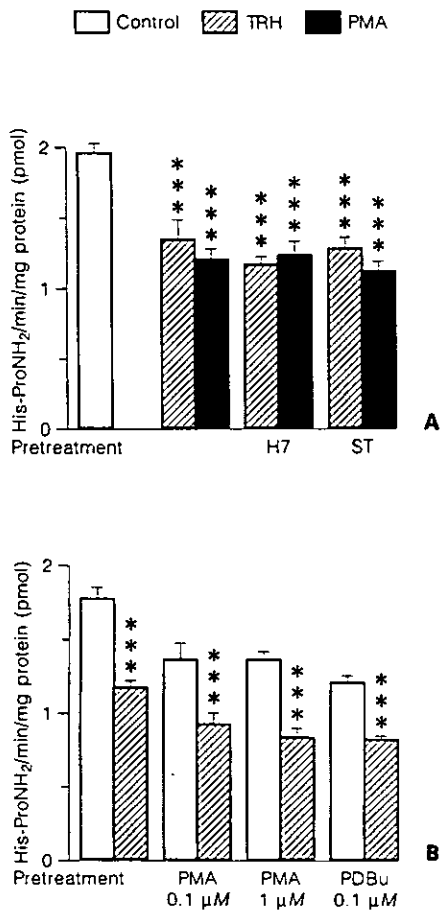 Control TRH PMA
His-ProNH₂/min/mg protein (pmol)
2
1
0
*** *** *** *** *** ***
Pretreatment H7 ST
A
His-ProNH₂/min/mg protein (pmol)
2
1
0
*** *** *** ***
Pretreatment PMA PMA PDBu
0.1 µM 1 µM 0.1 µM
B